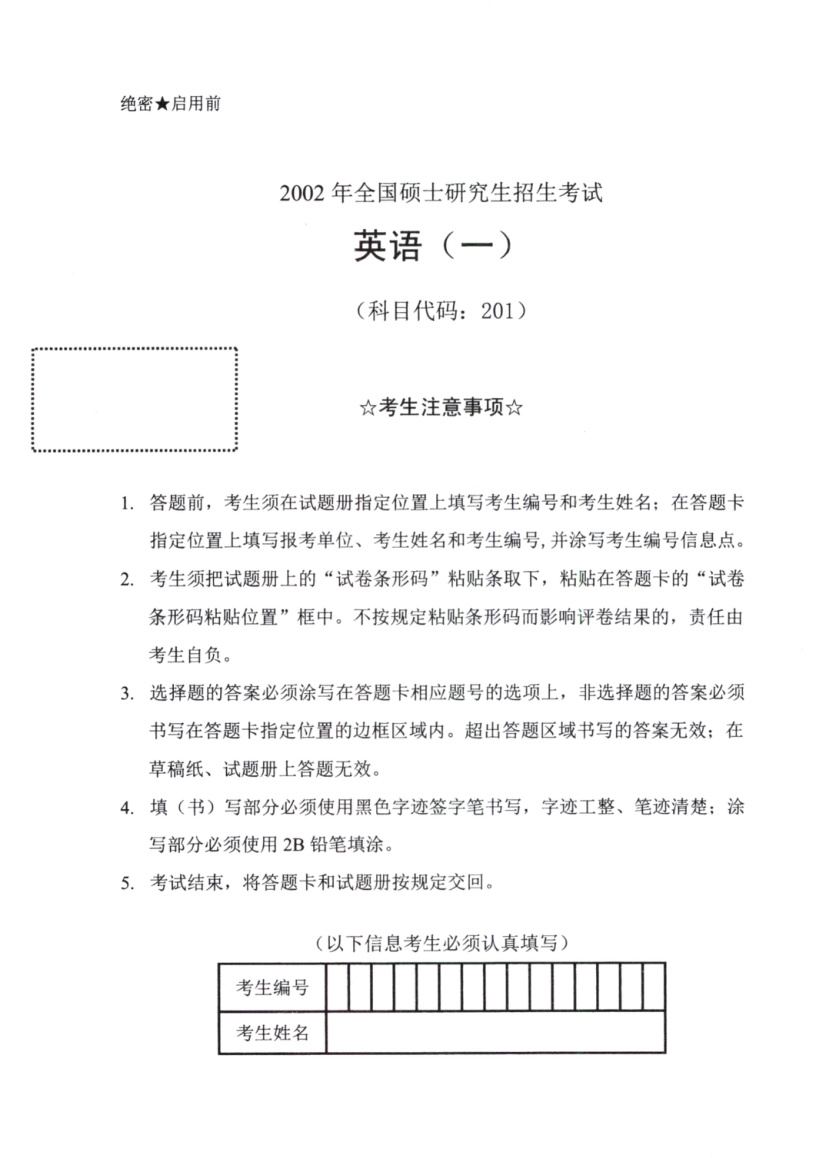 绝密★启用前
2002 年全国硕士研究生招生考试
英语（一）
（科目代码：201）
☆考生注意事项☆
1. 答题前，考生须在试题册指定位置上填写考生编号和考生姓名；在答题卡
指定位置上填写报考单位、考生姓名和考生编号,并涂写考生编号信息点。
2. 考生须把试题册上的“试卷条形码”粘贴条取下，粘贴在答题卡的“试卷
条形码粘贴位置”框中。不按规定粘贴条形码而影响评卷结果的，责任由
考生自负。
3. 选择题的答案必须涂写在答题卡相应题号的选项上，非选择题的答案必须
书写在答题卡指定位置的边框区域内。超出答题区域书写的答案无效；在
草稿纸、试题册上答题无效。
4. 填（书）写部分必须使用黑色字迹签字笔书写，字迹工整、笔迹清楚；涂
写部分必须使用 2B 铅笔填涂。
5. 考试结束，将答题卡和试题册按规定交回。
（以下信息考生必须认真填写）
考生编号
考生姓名